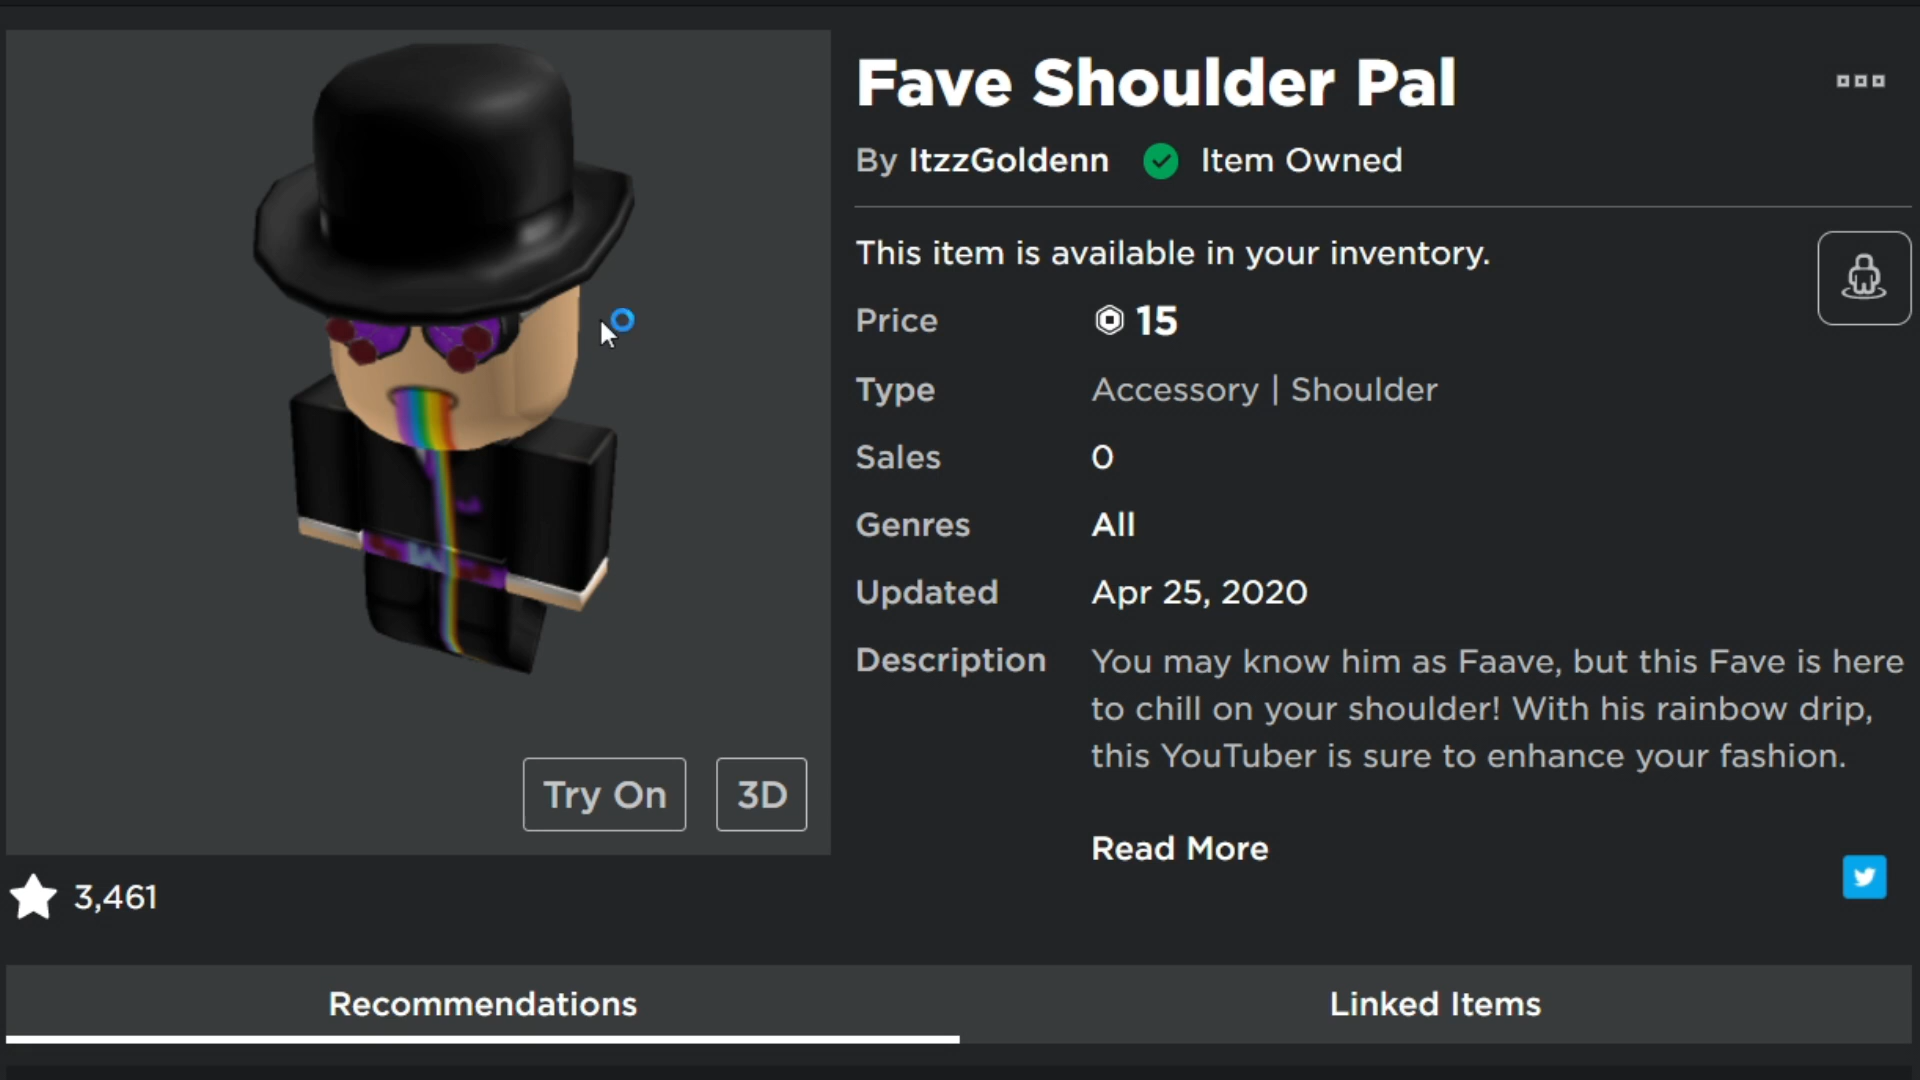 Fave Shoulder Pal
By ItzzGoldenn Item Owned
This item is available in your inventory.
Price 15
Type Accessory | Shoulder
Sales 0
Genres All
Updated Apr 25, 2020
Description You may know him as Faave, but this Fave is here
to chill on your shoulder! With his rainbow drip,
this YouTuber is sure to enhance your fashion.
Read More
Try On 3D
3,461
Recommendations Linked Items